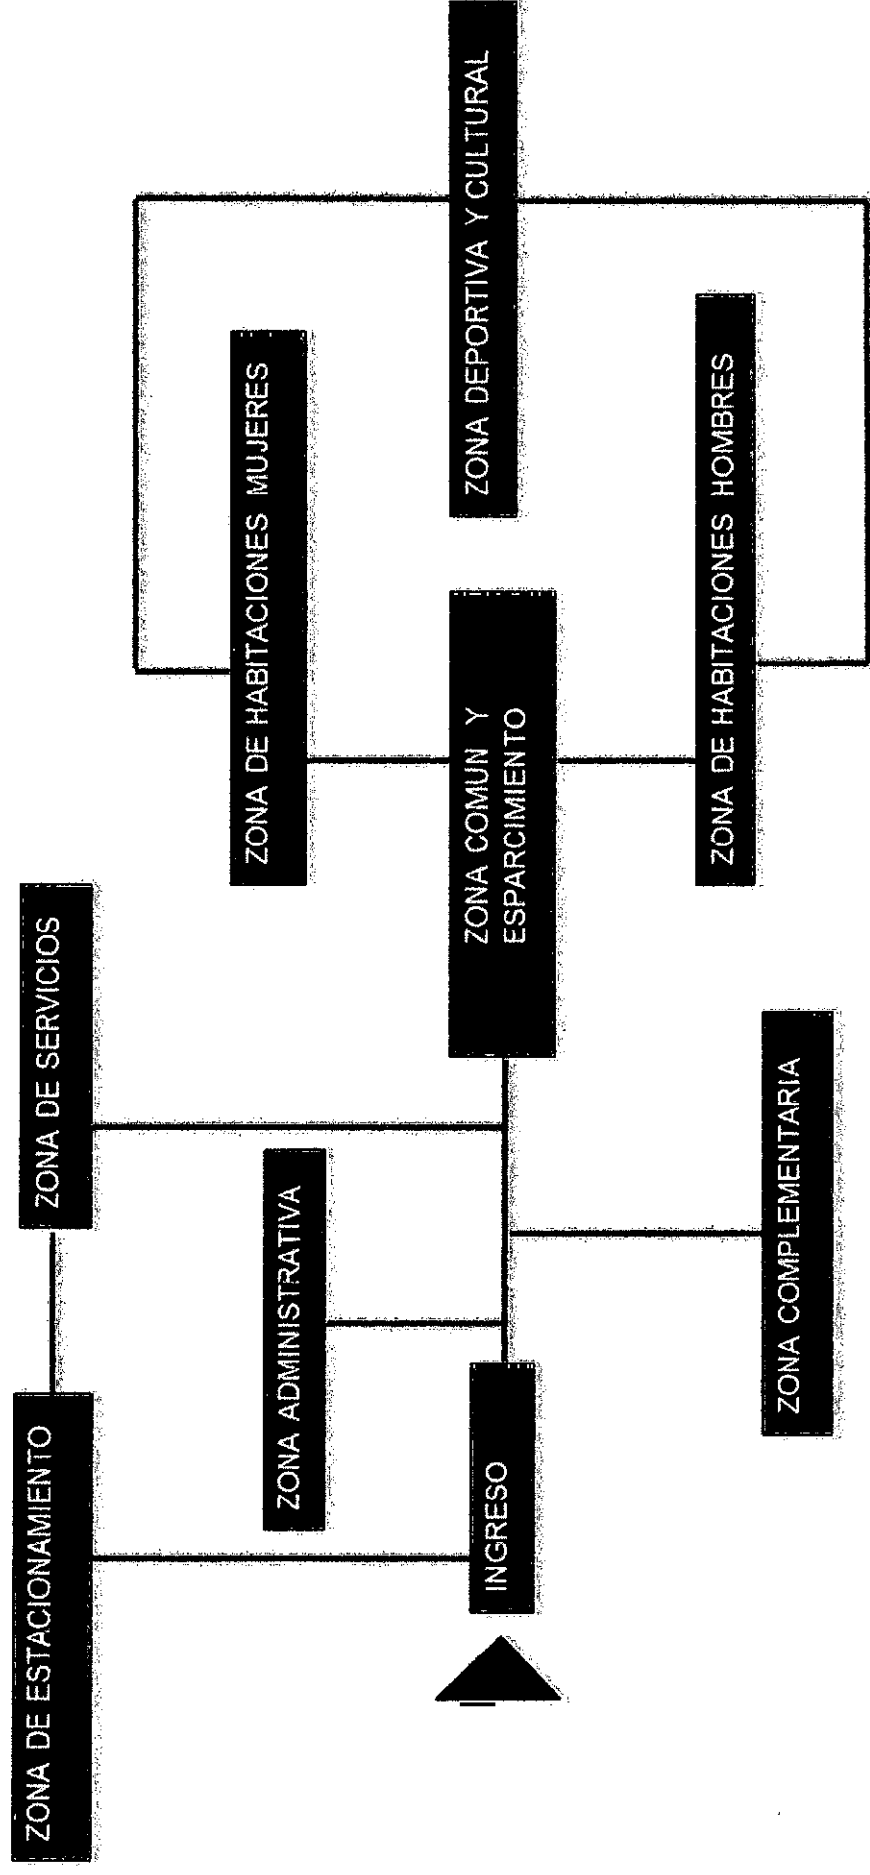 ZONA DE ESTACIONAMIENTO
ZONA DE SERVICIOS
ZONA ADMINISTRATIVA
ZONA DE HABITACIONES MUJERES
INGRESO
ZONA COMUN Y
ESPARCIMIENTO
ZONA DEPORTIVA Y CULTURAL
ZONA DE HABITACIONES HOMBRES
ZONA COMPLEMENTARIA